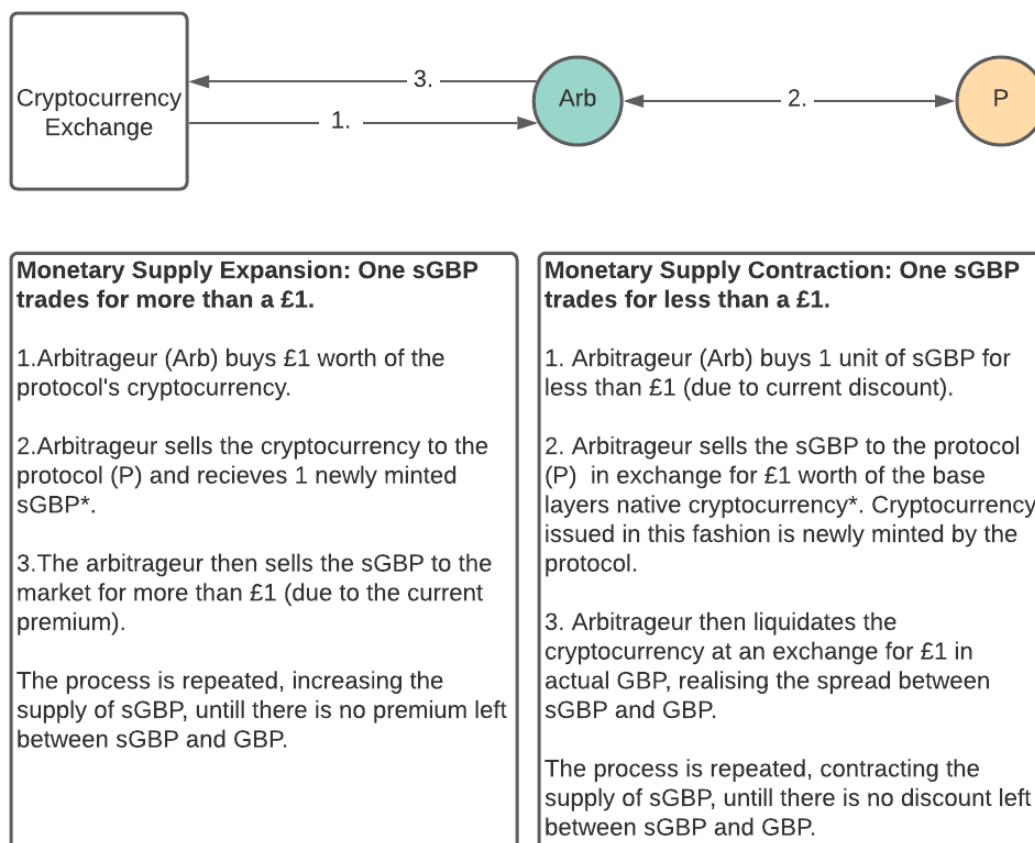 Cryptocurrency
Exchange
3.
1.
Arb
2.
P
Monetary Supply Expansion: One sGBP
trades for more than a £1.
1.Arbitrageur (Arb) buys £1 worth of the
protocol's cryptocurrency.
2.Arbitrageur sells the cryptocurrency to the
protocol (P) and recieves 1 newly minted
sGBP*.
3.The arbitrageur then sells the sGBP to the
market for more than £1 (due to the current
premium).
The process is repeated, increasing the
supply of sGBP, untill there is no premium left
between sGBP and GBP.
Monetary Supply Contraction: One sGBP
trades for less than a £1.
1. Arbitrageur (Arb) buys 1 unit of sGBP for
less than £1 (due to current discount).
2. Arbitrageur sells the sGBP to the protocol
(P)  in exchange for £1 worth of the base
layers native cryptocurrency*. Cryptocurrency
issued in this fashion is newly minted by the
protocol.
3. Arbitrageur then liquidates the
cryptocurrency at an exchange for £1 in
actual GBP, realising the spread between
sGBP and GBP.
The process is repeated, contracting the
supply of sGBP, untill there is no discount left
between sGBP and GBP.